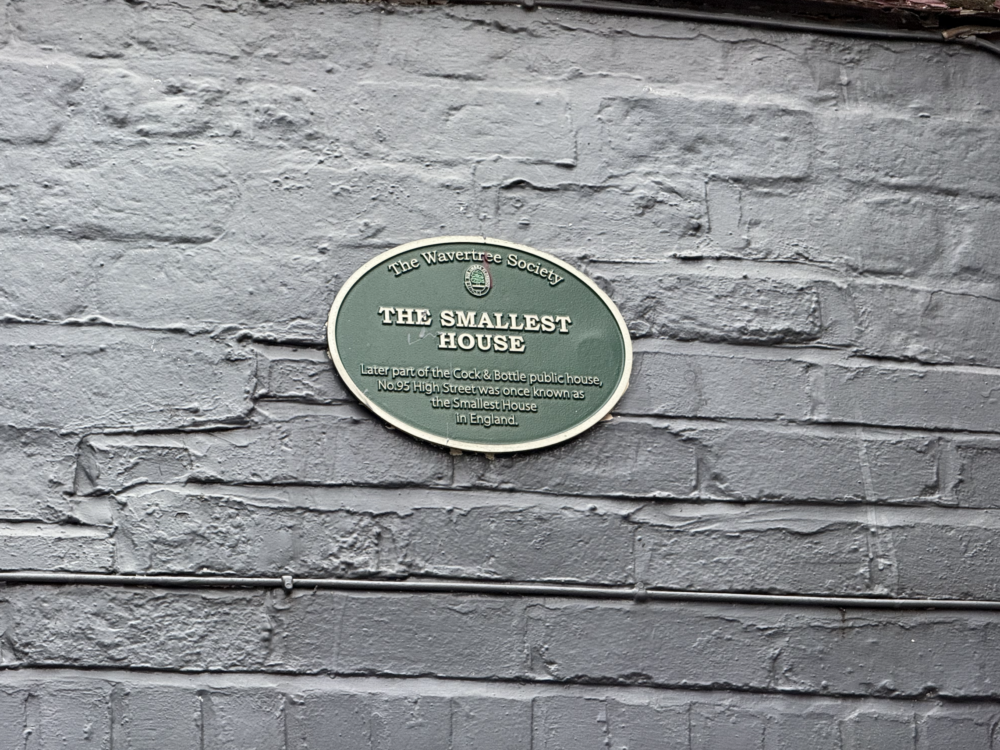 The Wavertree Society
THE SMALLEST
HOUSE
Later part of the Cock & Bottle public house,
No.95 High Street was once known as
the Smallest House
in England.